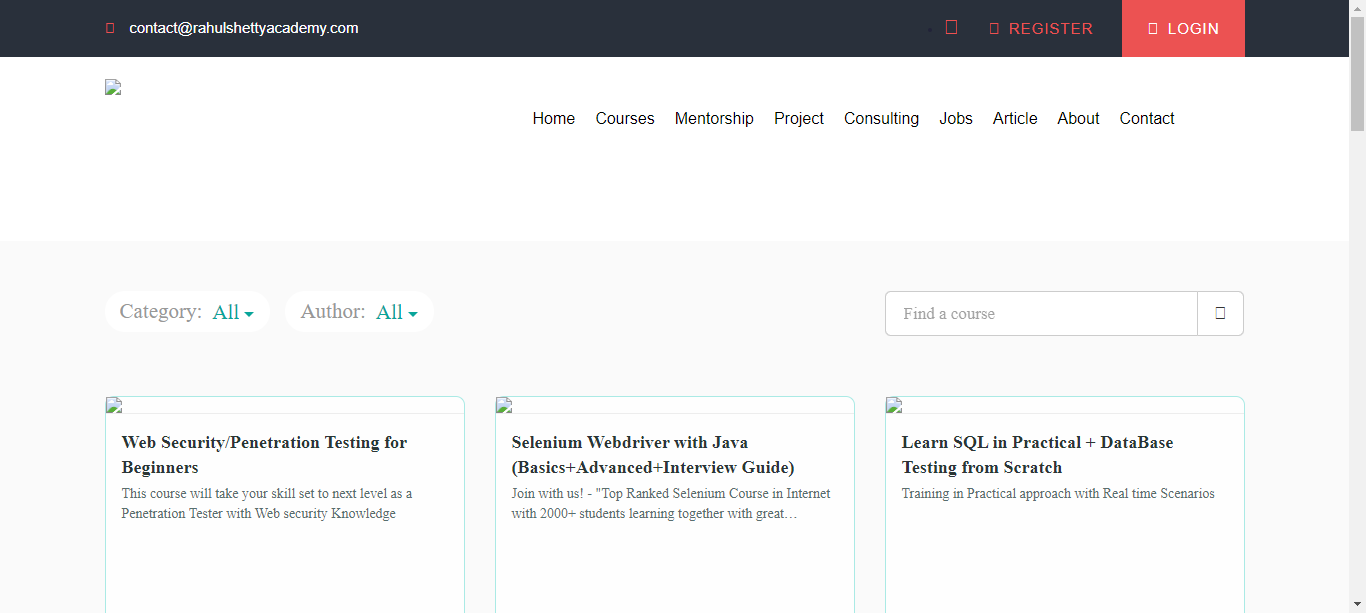 contact@rahulshettyacademy.com
REGISTER
LOGIN
Home Courses Mentorship Project Consulting Jobs Article About Contact
Category: All Author: All
Find a course
Web Security/Penetration Testing for
Beginners
This course will take your skill set to next level as a
Penetration Tester with Web security Knowledge
Selenium Webdriver with Java
(Basics+Advanced+Interview Guide)
Join with us! - "Top Ranked Selenium Course in Internet
with 2000+ students learning together with great…
Learn SQL in Practical + DataBase
Testing from Scratch
Training in Practical approach with Real time Scenarios